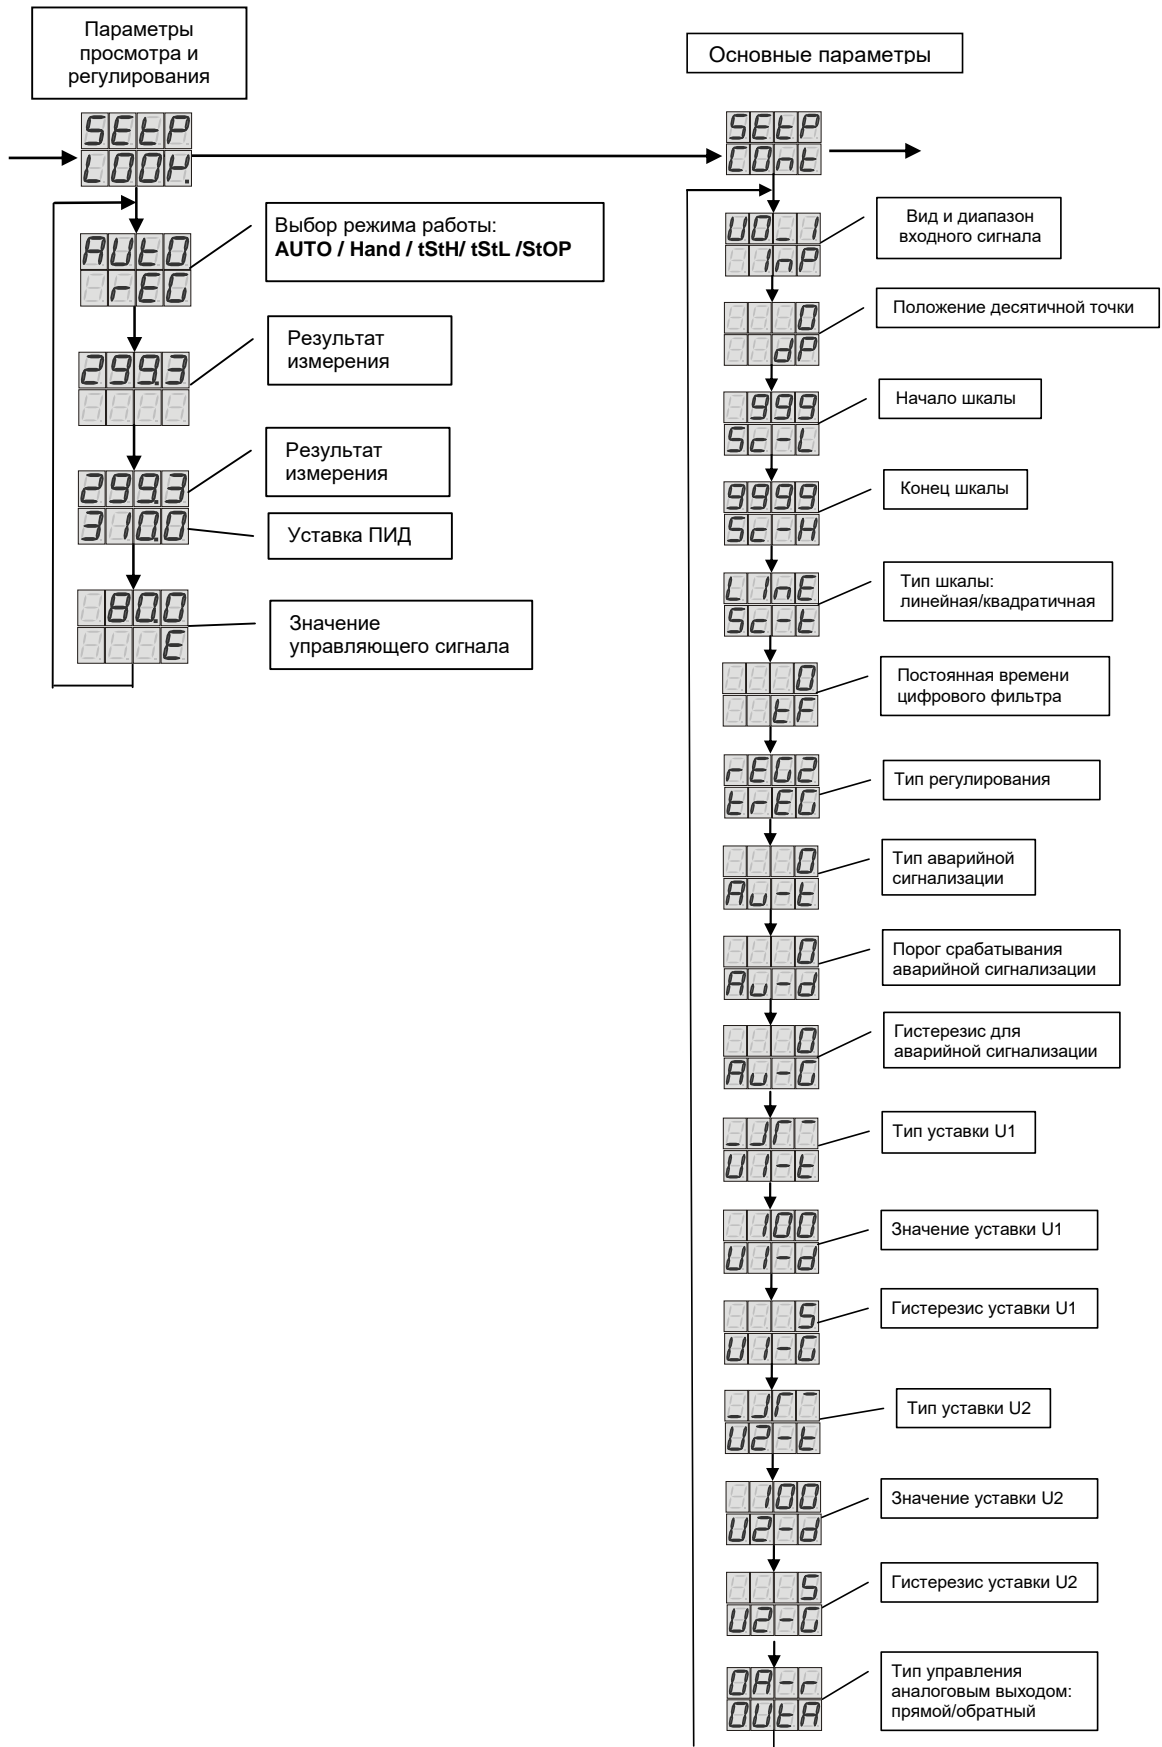 Параметры
просмотра и
регулирования
SEtP
LOOP.
AUtO
rEG
Выбор режима работы:
AUTO / Hand / tStH/ tStL /StOP
299.3
Результат
измерения
299.3
Результат
измерения
310.0
Уставка ПИД
80.0
E
Значение
управляющего сигнала
Основные параметры
SEtP
COnt
U0_1
InP
Вид и диапазон
входного сигнала
0
dP
Положение десятичной точки
999
Sc-L
Начало шкалы
9999
Sc-H
Конец шкалы
LInE
Sc-t
Тип шкалы:
линейная/квадратичная
0
tF
Постоянная времени
цифрового фильтра
rEG2
trEG
Тип регулирования
0
Au-t
Тип аварийной
сигнализации
0
Au-d
Порог срабатывания
аварийной сигнализации
0
Au-G
Гистерезис для
аварийной сигнализации
U1-t
Тип уставки U1
100
U1-d
Значение уставки U1
5
U1-G
Гистерезис уставки U1
U2-t
Тип уставки U2
100
U2-d
Значение уставки U2
5
U2-G
Гистерезис уставки U2
OA-r
OUtA
Тип управления
аналоговым выходом:
прямой/обратный